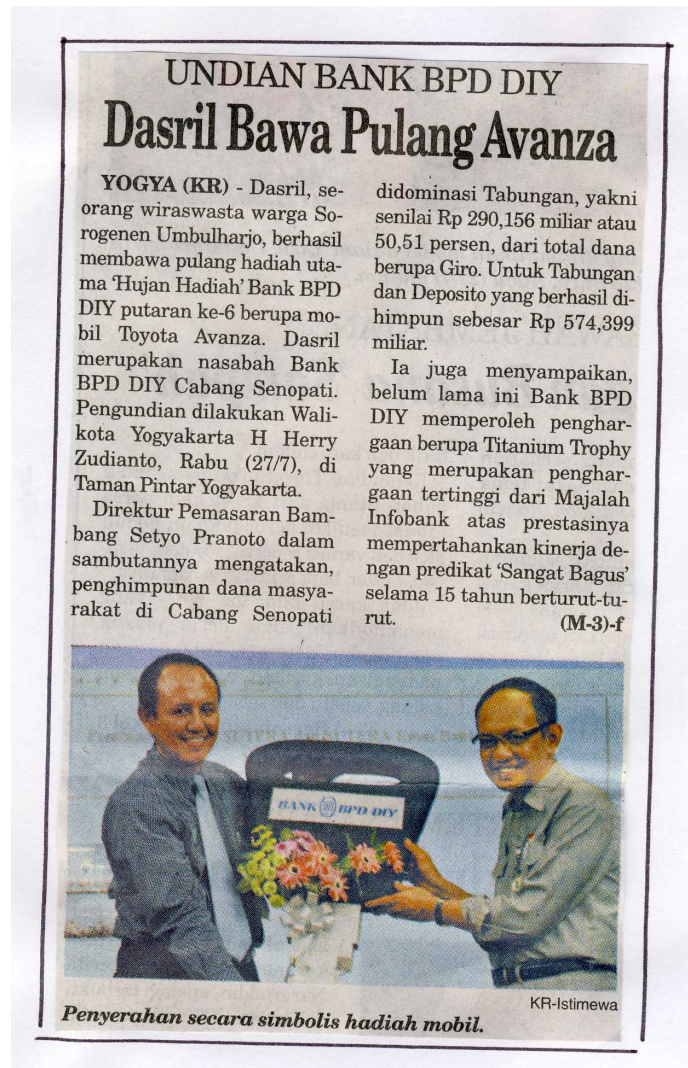 UNDIAN BANK BPD DIY
Dasril Bawa Pulang Avanza
YOGYA (KR) - Dasril, se-
orang wiraswasta warga So-
rogenen Umbulharjo, berhasil
membawa pulang hadiah uta-
ma 'Hujan Hadiah' Bank BPD
DIY putaran ke-6 berupa mo-
bil Toyota Avanza. Dasril
merupakan nasabah Bank
BPD DIY Cabang Senopati.
Pengundian dilakukan Wali-
kota Yogyakarta H Herry
Zudianto, Rabu (27/7), di
Taman Pintar Yogyakarta.
Direktur Pemasaran Bam-
bang Setyo Pranoto dalam
sambutannya mengatakan,
penghimpunan dana masya-
rakat di Cabang Senopati
didominasi Tabungan, yakni
senilai Rp 290,156 miliar atau
50,51 persen, dari total dana
berupa Giro. Untuk Tabungan
dan Deposito yang berhasil di-
himpun sebesar Rp 574,399
miliar.
Ia juga menyampaikan,
belum lama ini Bank BPD
DIY memperoleh penghar-
gaan berupa Titanium Trophy
yang merupakan penghar-
gaan tertinggi dari Majalah
Infobank atas prestasinya
mempertahankan kinerja de-
ngan predikat 'Sangat Bagus'
selama 15 tahun berturut-tu-
rut. (M-3)-f
BANK BPD DIY
KR-Istimewa
Penyerahan secara simbolis hadiah mobil.